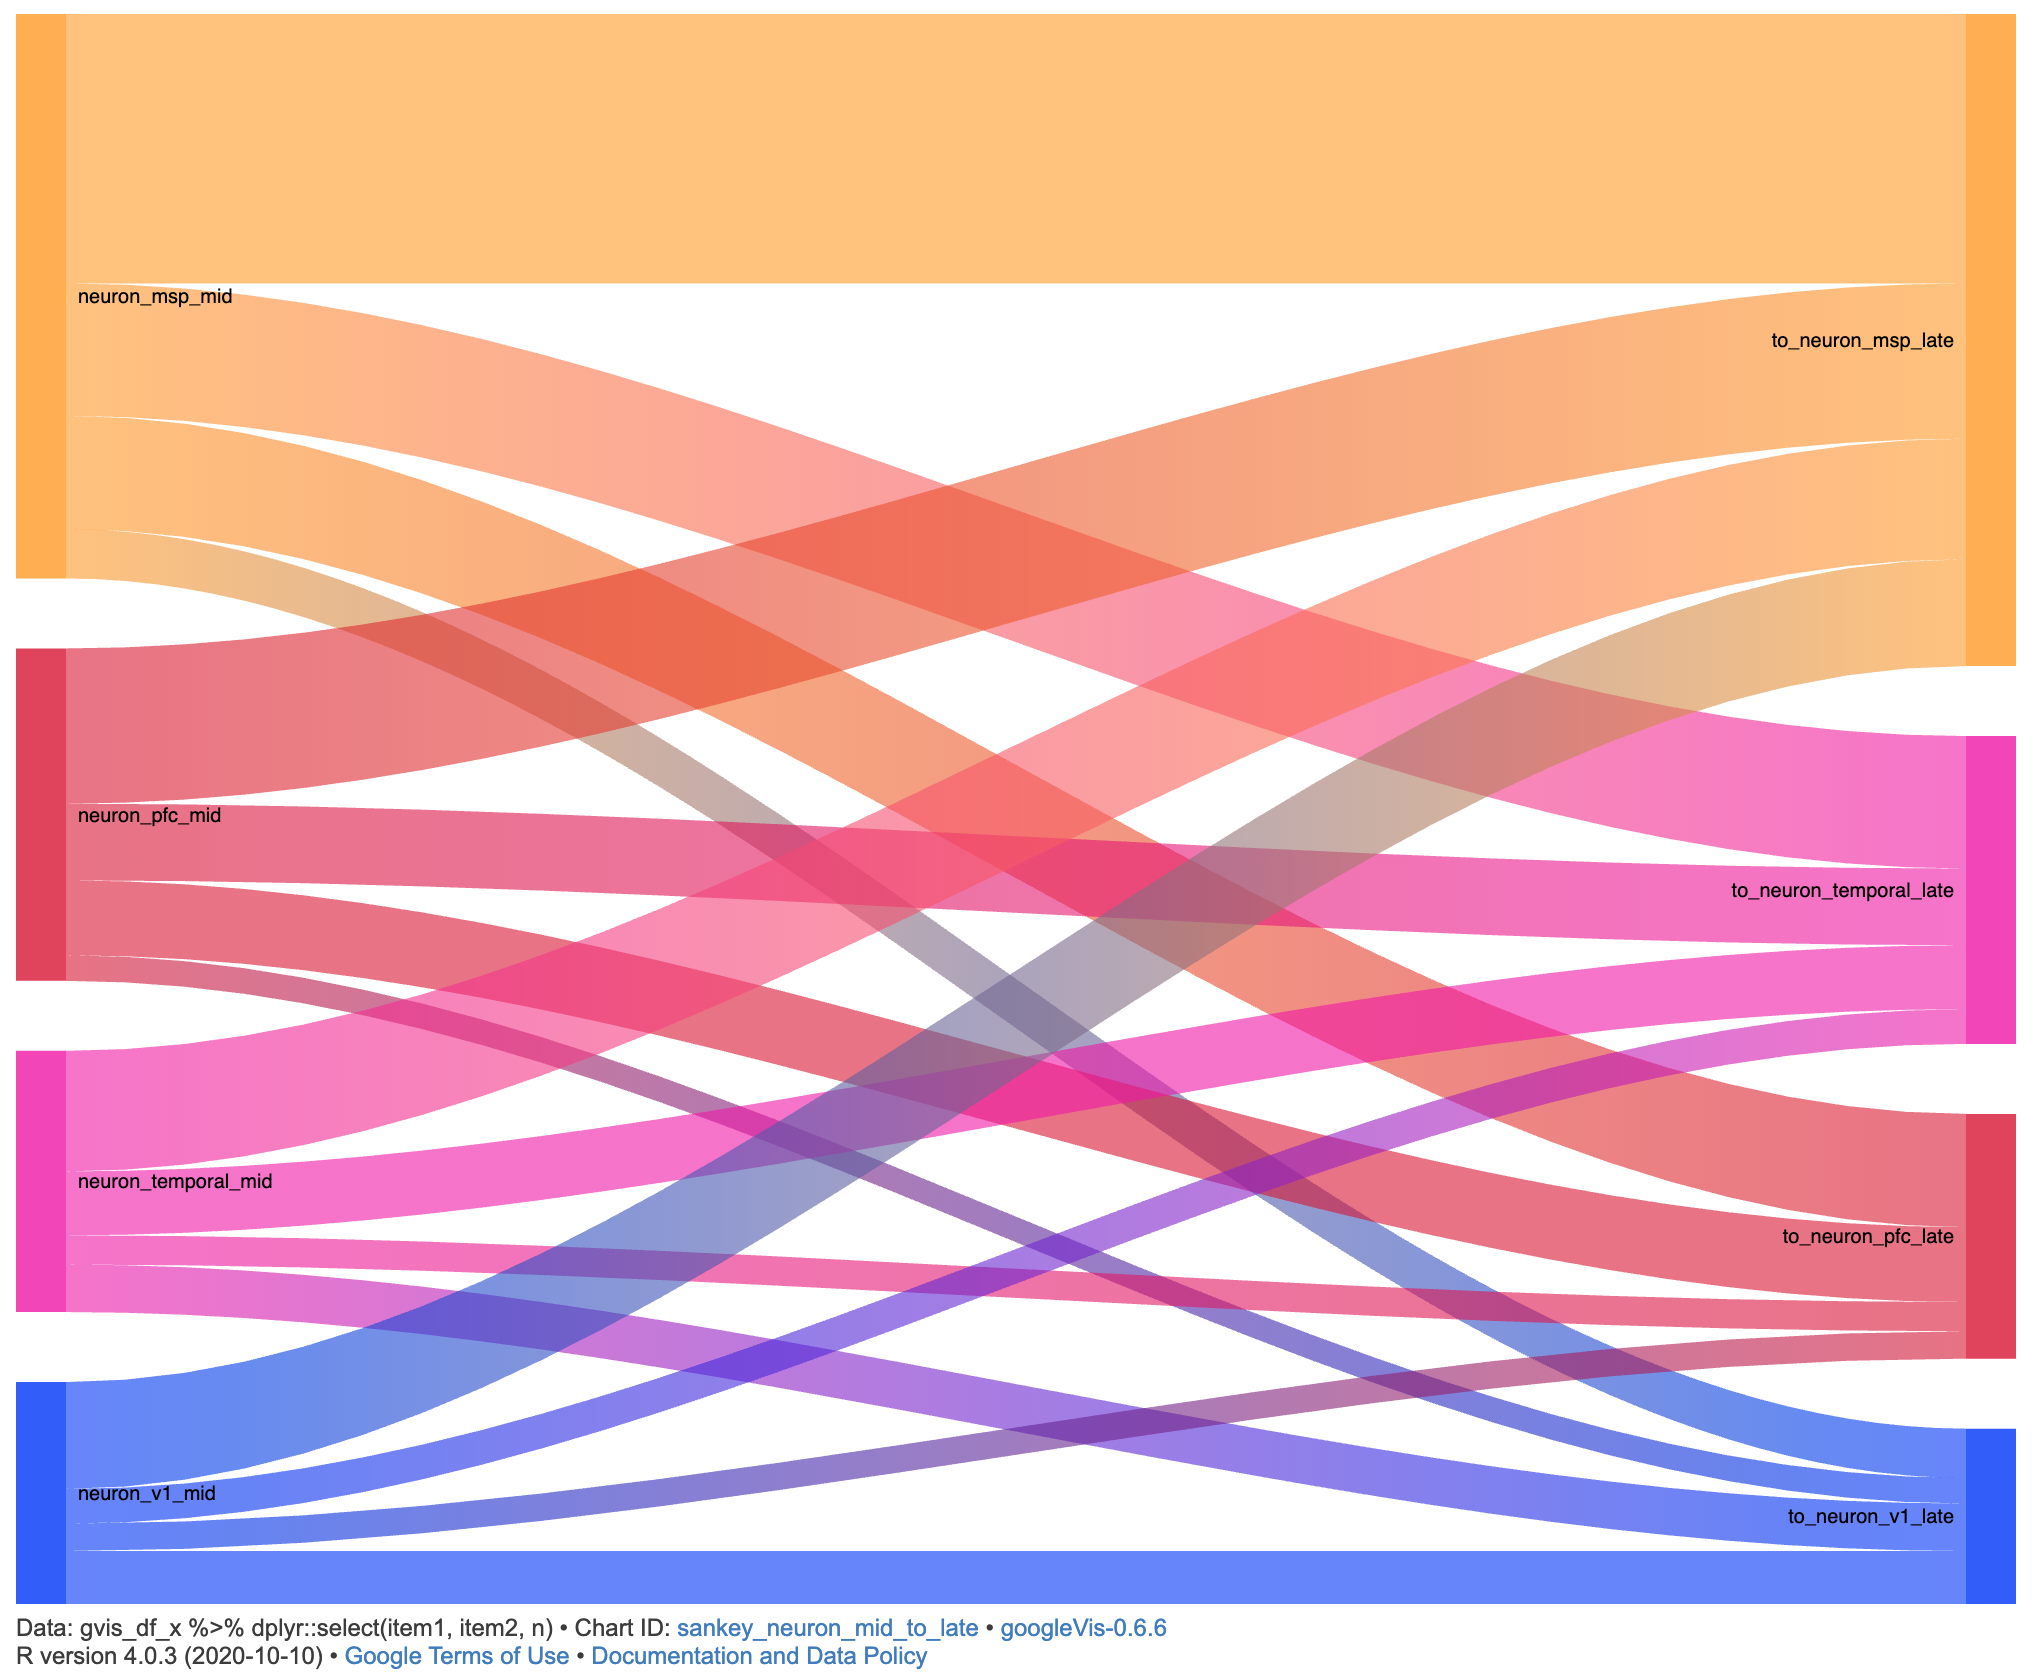 neuron_msp_mid
to_neuron_msp_late
neuron_pfc_mid
to_neuron_temporal_late
neuron_temporal_mid
to_neuron_pfc_late
neuron_v1_mid
to_neuron_v1_late
Data: gvis_df_x %>% dplyr::select(item1, item2, n) • Chart ID: sankey_neuron_mid_to_late • googleVis-0.6.6
R version 4.0.3 (2020-10-10) • Google Terms of Use • Documentation and Data Policy